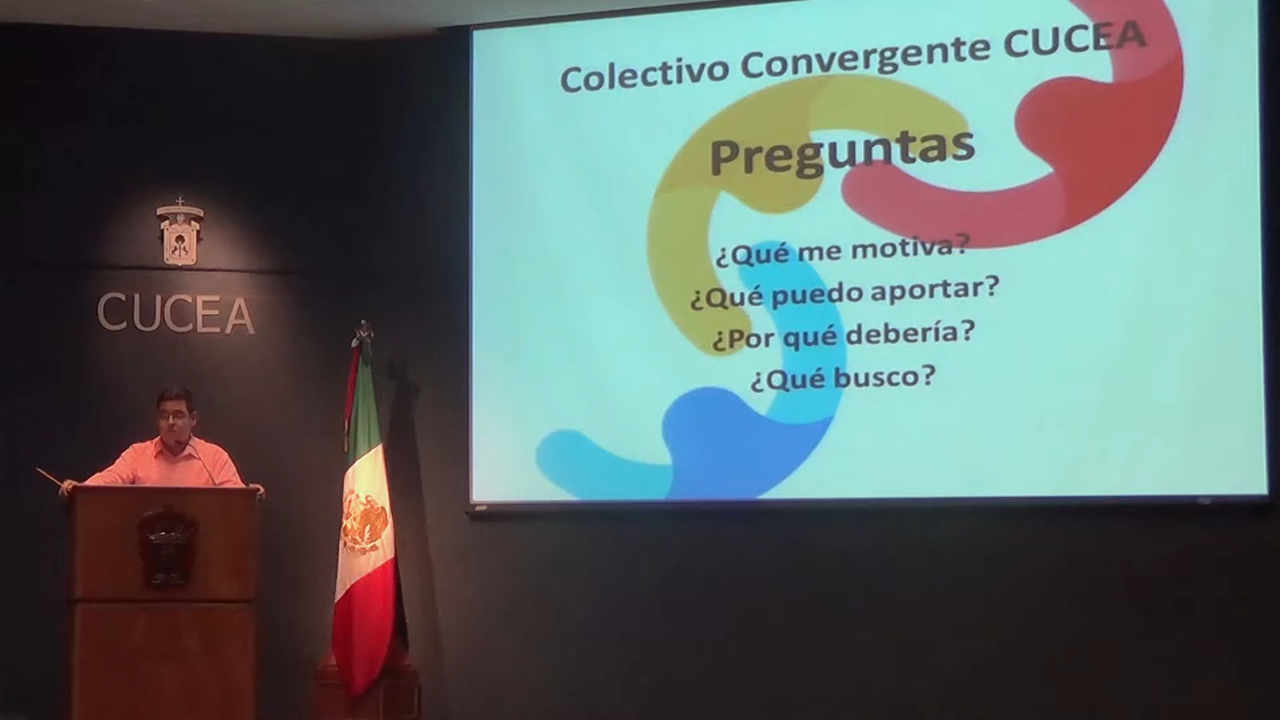 Colectivo Convergente CUCEA
Preguntas
¿Qué me motiva?
¿Qué puedo aportar?
¿Por qué debería?
¿Qué busco?
CUCEA